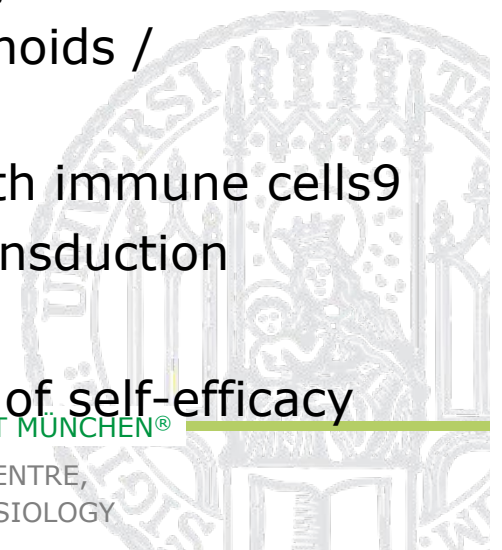 noids /
th immune cells9
nsduction
of self-efficacy
T MÜNCHEN®
ENTRE,
SIOLOGY